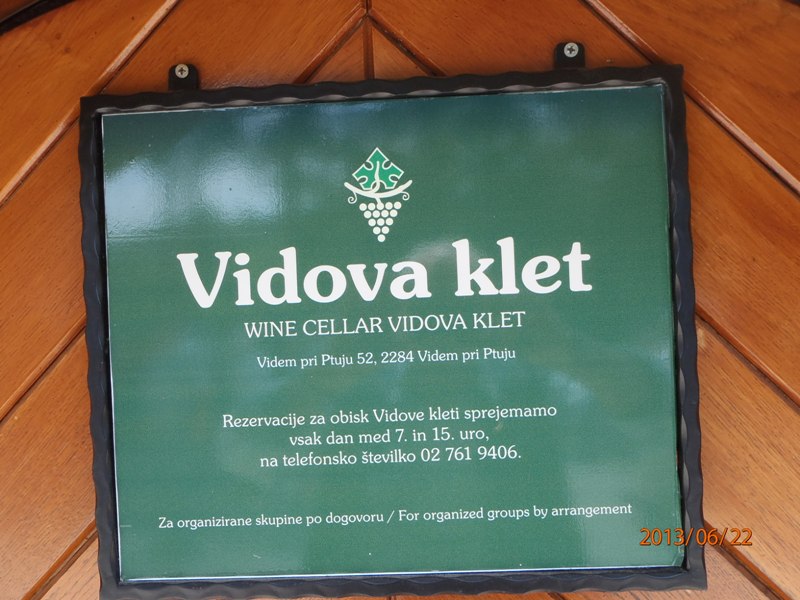 Vidova klet
WINE CELLAR VIDOVA KLET
Videm pri Ptuju 52, 2284 Videm pri Ptuju
Rezervacije za obisk Vidove kleti sprejemamo
vsak dan med 7. in 15. uro,
na telefonsko številko 02 761 9406.
Za organizirane skupine po dogovoru / For organized groups by arrangement
2013/06/22